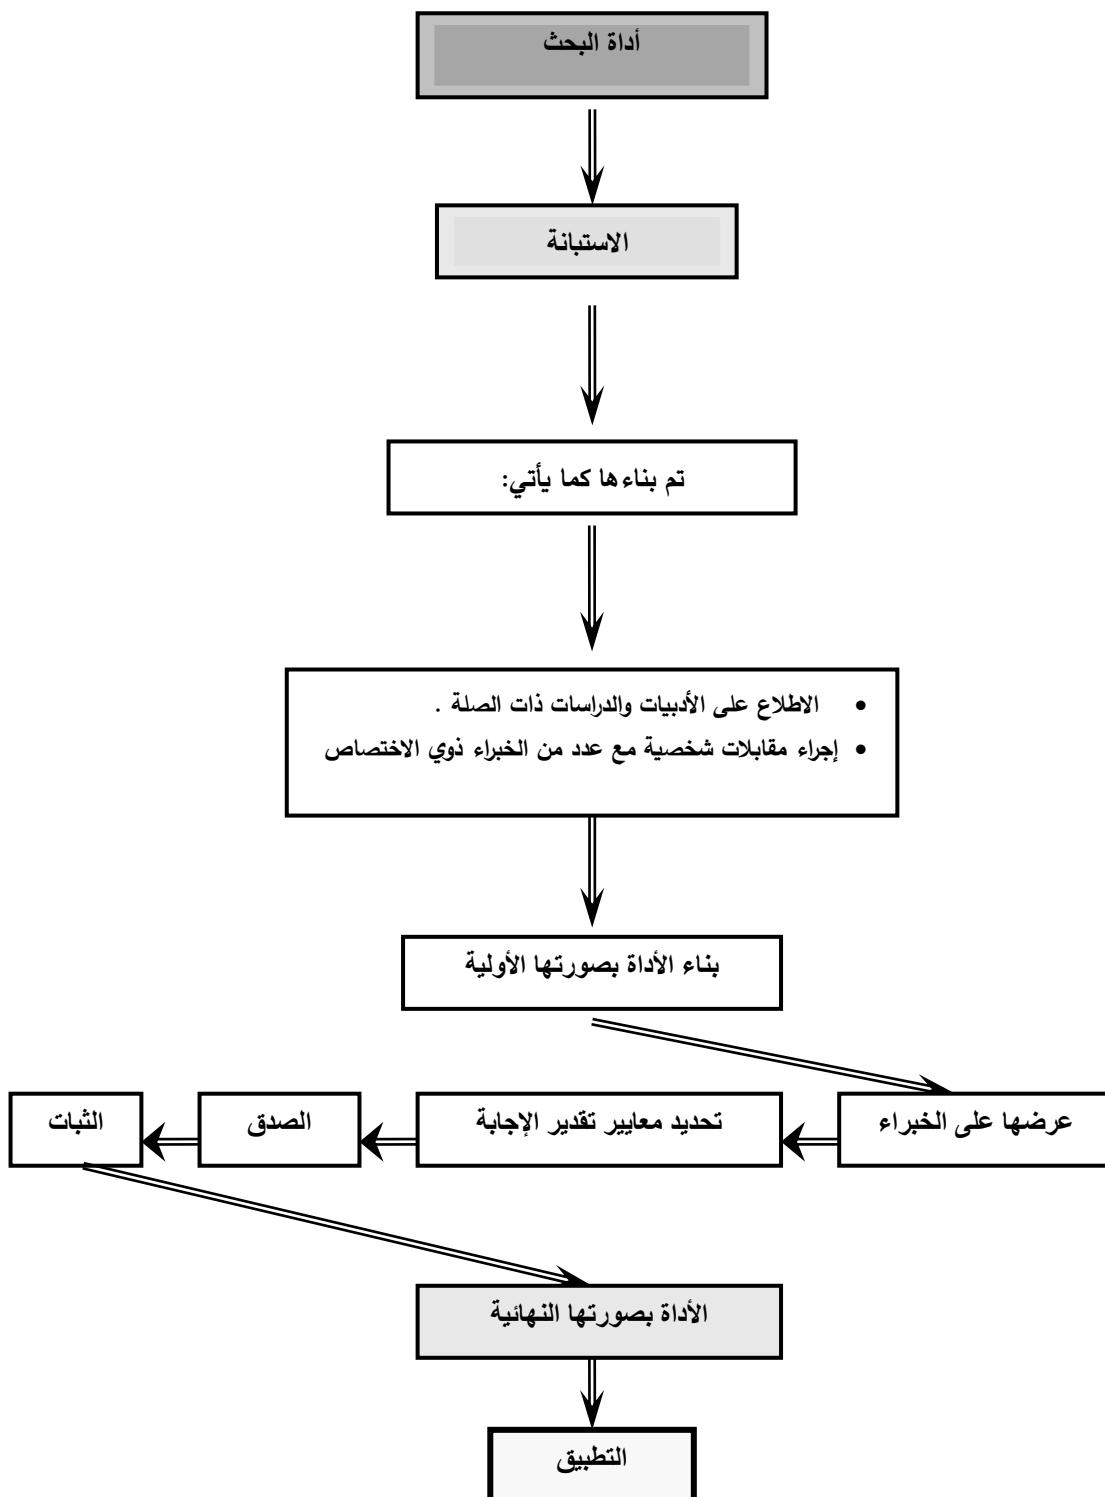 أداة البحث
الاستبانة
تم بناءها كما يأتي:
• الاطلاع على الأدبيات والدراسات ذات الصلة .
• إجراء مقابلات شخصية مع عدد من الخبراء ذوي الاختصاص
بناء الأداة بصورتها الأولية
عرضها على الخبراء
تحديد معايير تقدير الإجابة
الصدق
الثبات
الأداة بصورتها النهائية
التطبيق